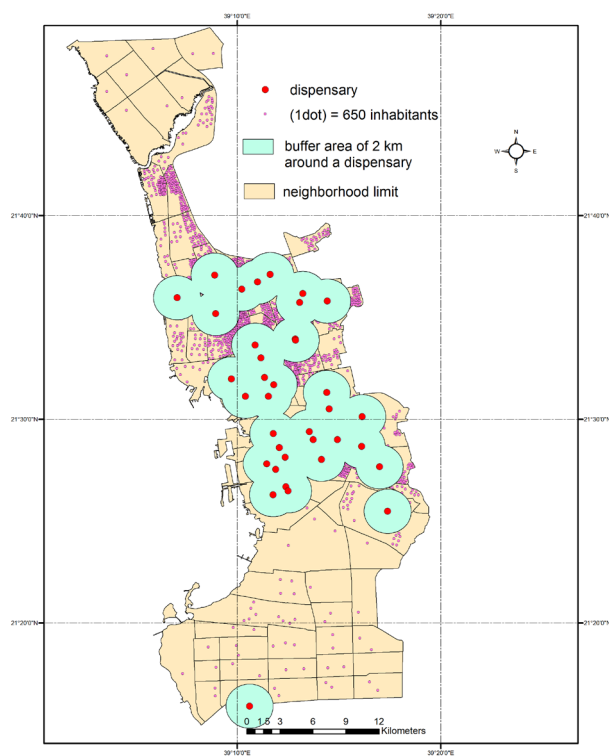 39°10'0"E 39°20'0"E
dispensary
(1dot) = 650 inhabitants
buffer area of 2 km
around a dispensary
neighborhood limit
N
W E
S
21°40'0"N 21°40'0"N
21°30'0"N 21°30'0"N
21°20'0"N 21°20'0"N
0 1.5 3 6 9 12
Kilometers
39°10'0"E 39°20'0"E